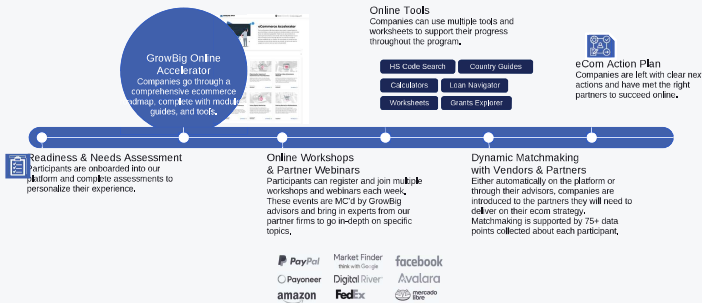 GrowBig Online
Accelerator
Companies go through a
comprehensive ecommerce
admap, complete with modul
guides, and tools.
Online Tools
Companies can use multiple tools and
worksheets to support their progress
throughout the program.
HS Code Search
Country Guides
Calculators
Loan Navigator
Worksheets
Grants Explorer
eCom Action Plan
Companies are left with clear nex
actions and have met the right
partners to succeed online.
Readiness & Needs Assessment
Participants are onboarded into our
platform and complete assessments to
personalize their experience.
Online Workshops
& Partner Webinars
Participants can register and join multiple
workshops and webinars each week.
These events are MC'd by GrowBig
advisors and bring in experts from our
partner firms to go in-depth on specific
topics.
Dynamic Matchmaking
with Vendors & Partners
Either automatically on the platform or
through their advisors, companies are
introduced to the partners they will need to
deliver on their ecom strategy.
Matchmaking is supported by 75+ data
points collected about each participant.
PayPal
Market Finder
think with Google
facebook
Payoneer
Digital River
Avalara
amazon
FedEx
mercado
libre